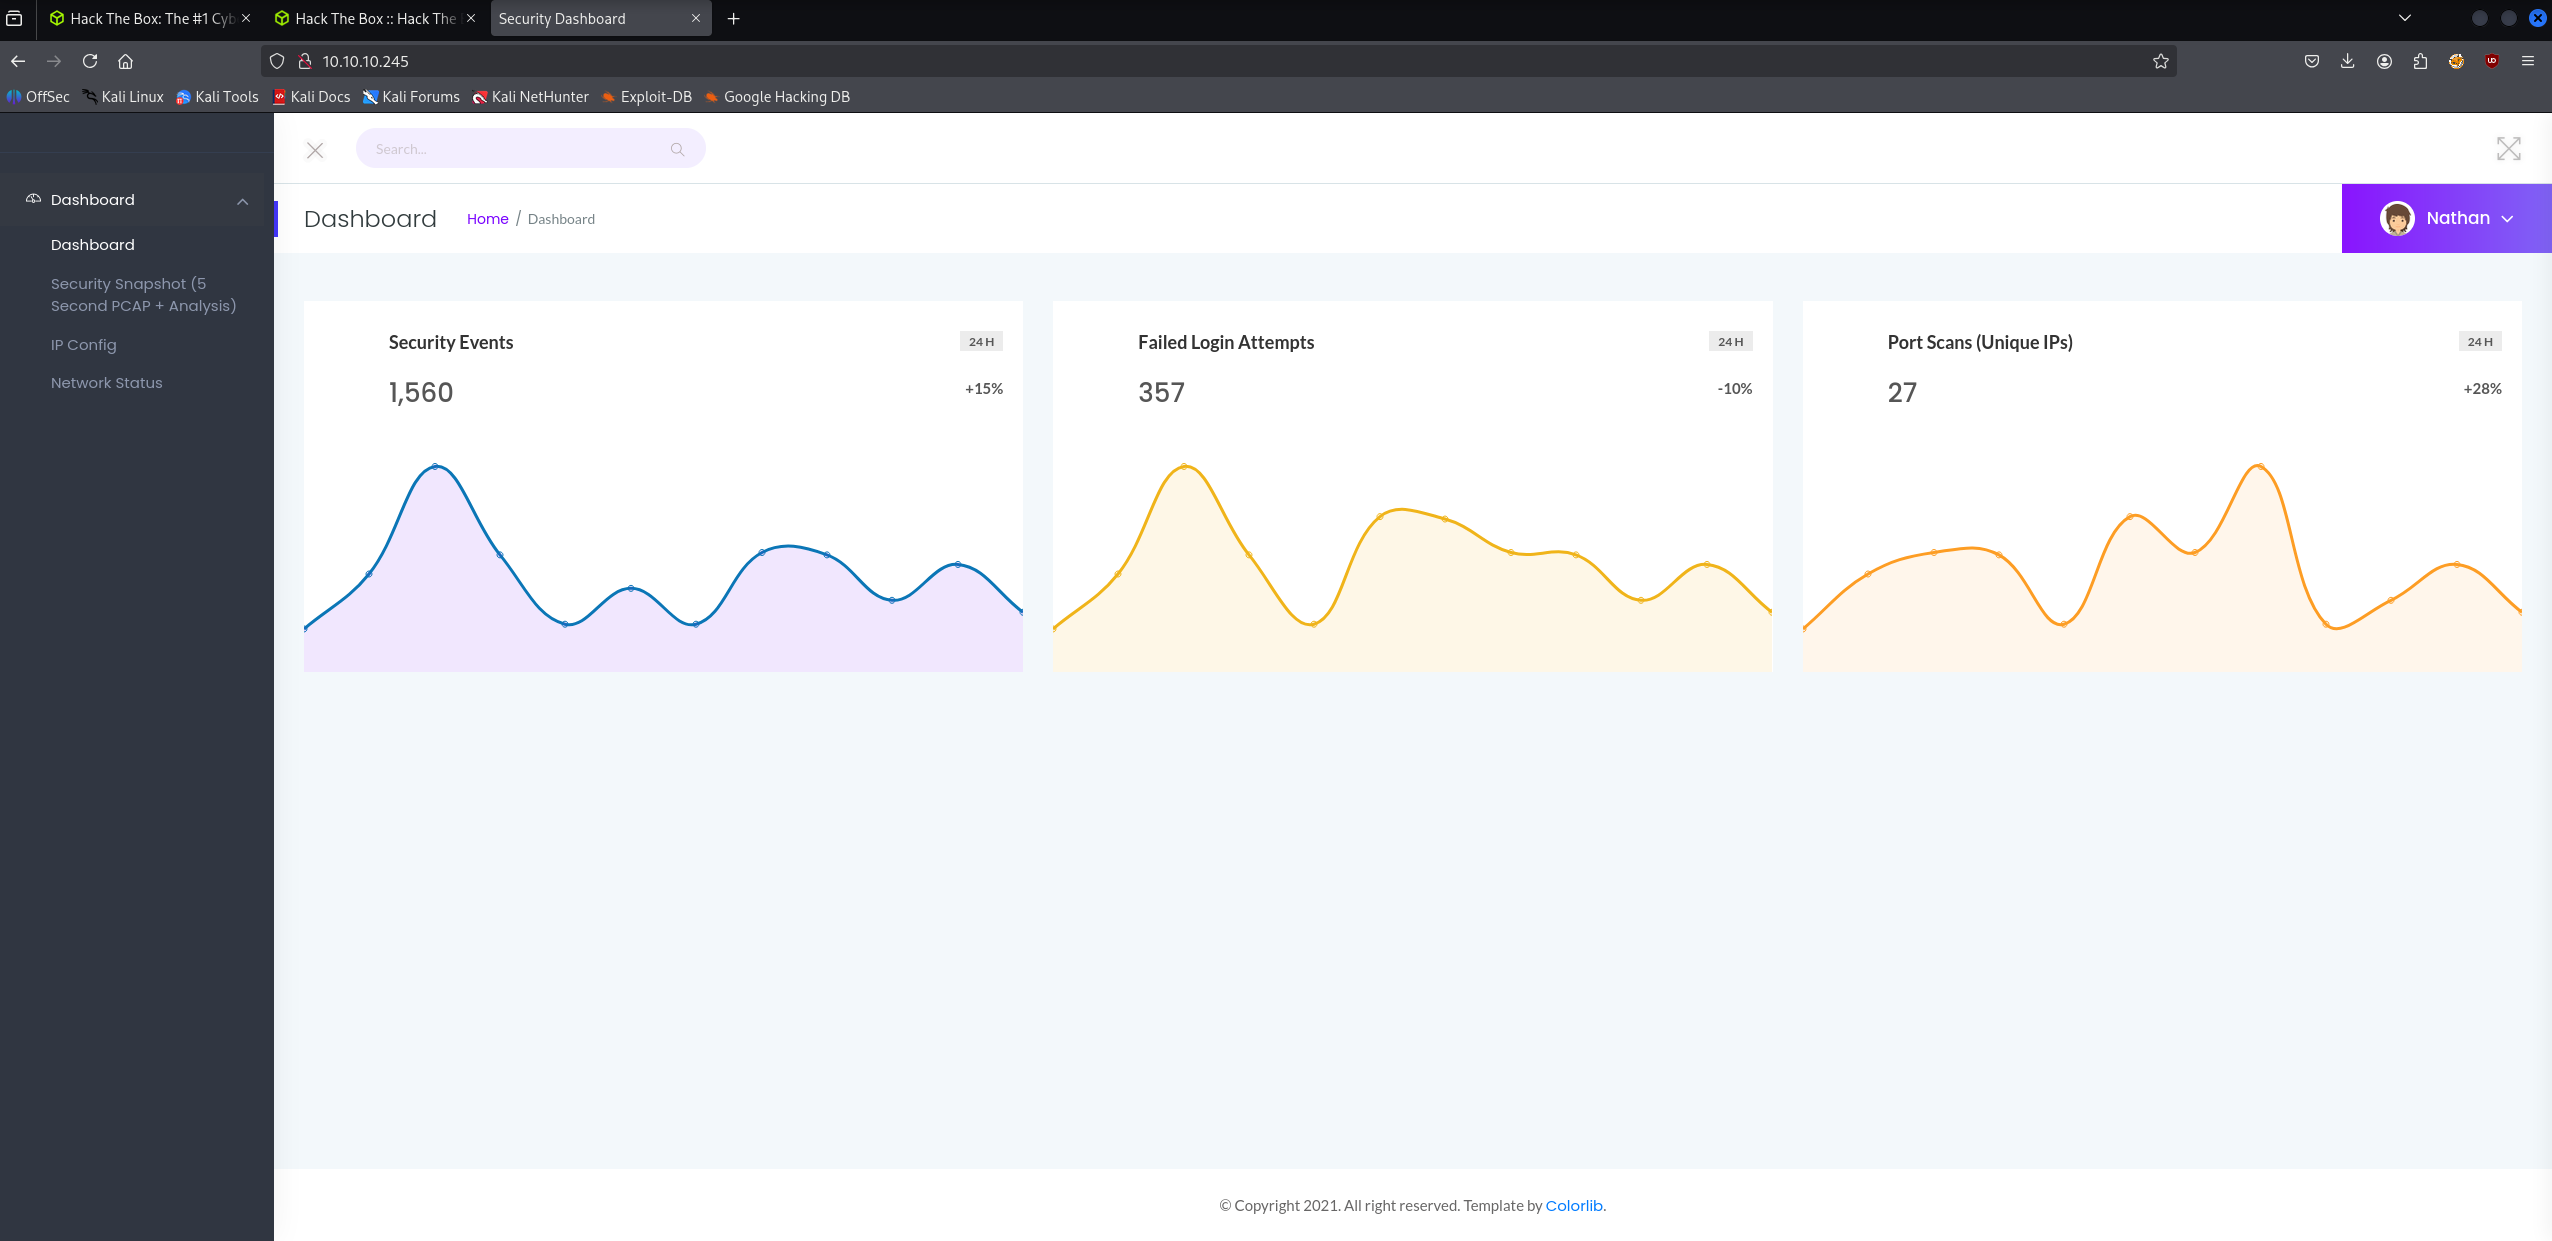 Hack The Box: The #1 Cyb
Hack The Box :: Hack The
Security Dashboard
10.10.10.245
OffSec
Kali Linux
Kali Tools
Kali Docs
Kali Forums
Kali NetHunter
Exploit-DB
Google Hacking DB
Search...
Dashboard
Dashboard
Security Snapshot (5
Second PCAP + Analysis)
IP Config
Network Status
Dashboard
Home / Dashboard
Nathan
Security Events
24 H
1,560
+15%
Failed Login Attempts
24 H
357
-10%
Port Scans (Unique IPs)
24 H
27
+28%
© Copyright 2021. All right reserved. Template by Colorlib.